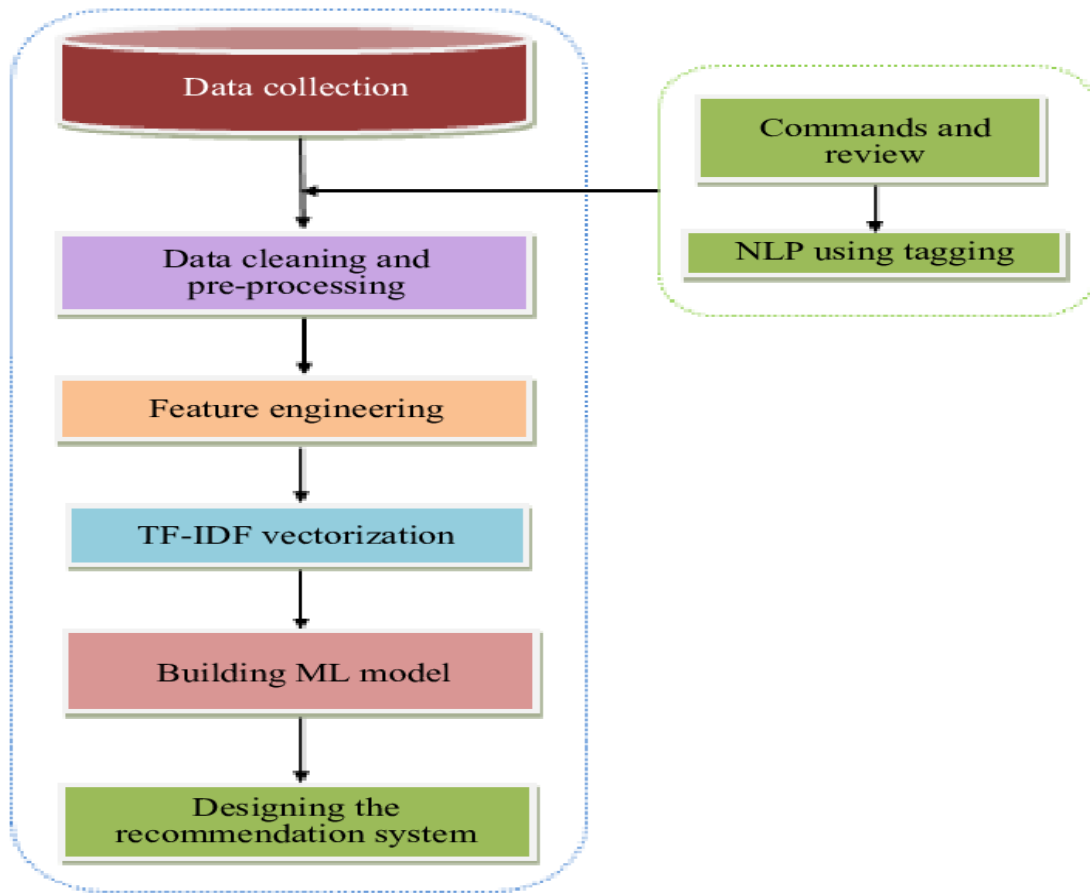 Data collection
Commands and
review
NLP using tagging
Data cleaning and
pre-processing
Feature engineering
TF-IDF vectorization
Building ML model
Designing the
recommendation system